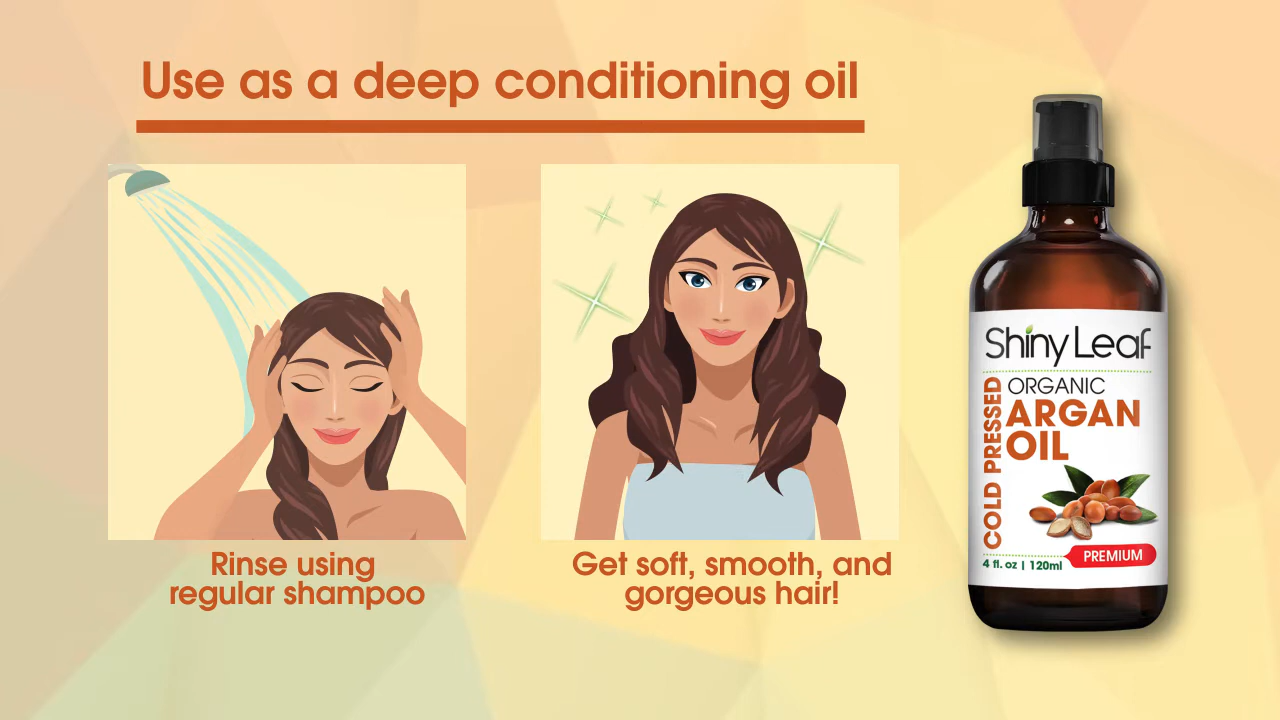 Use as a deep conditioning oil
Rinse using
regular shampoo
Get soft, smooth, and
gorgeous hair!
Shiny Leaf
COLD PRESSED
ORGANIC
ARGAN
OIL
4 fl. oz | 120ml
PREMIUM